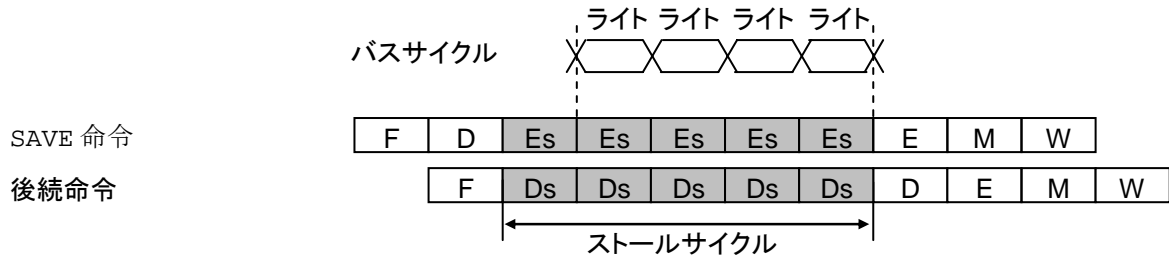 ライト ライト ライト ライト
バスサイクル
SAVE 命令 F D Es Es Es Es Es E M W
後続命令 F Ds Ds Ds Ds Ds D E M W
ストールサイクル